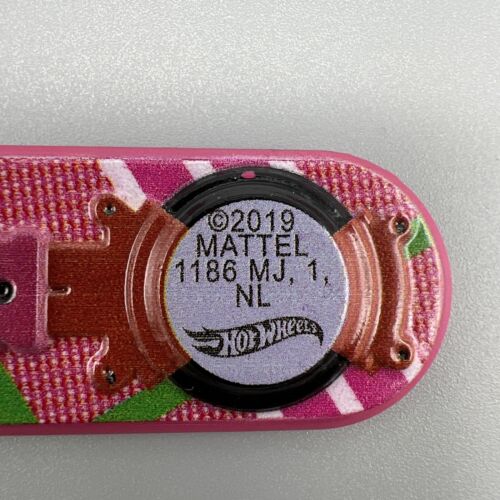 ©2019
MATTEL
1186 MJ, 1,
NL
Hot Wheels